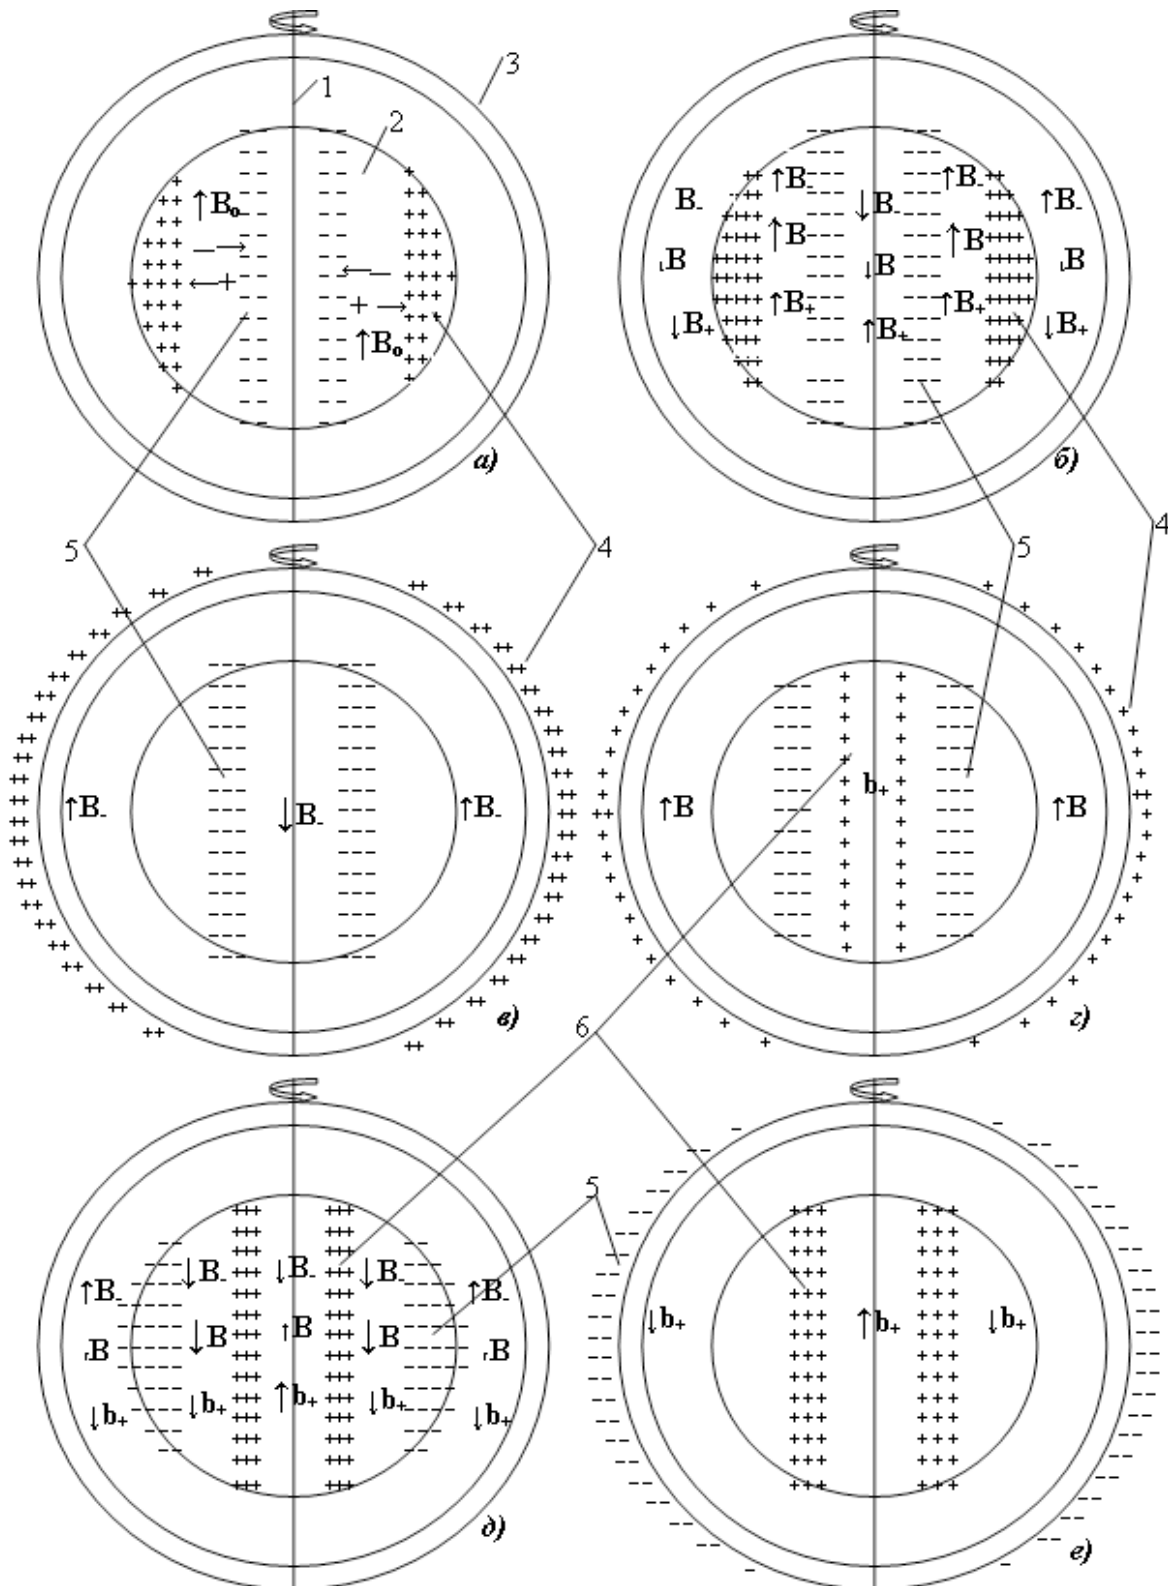 1
3
2
↑B₀
— →
← +
← —
+ →
↑B₀
а)
↑B₋ ↑B₋
B₋ ↓B₋ ↑B₋
↑B ↑B
B ↓B B
↑B₊ ↑B₊
↓B₊ ↑B₊ ↓B₊
б)
5
4
5
4
↑B₋ ↓B₋ ↑B₋
в)
b₊
↑B ↑B
г)
6
5
↓B₋ ↓B₋ ↓B₋
↑B₋ ↑B₋
↓B ↑B ↓B
B B
↓b₊ ↑b₊ ↓b₊
↓b₊ ↓b₊
д)
↓b₊ ↑b₊ ↓b₊
е)